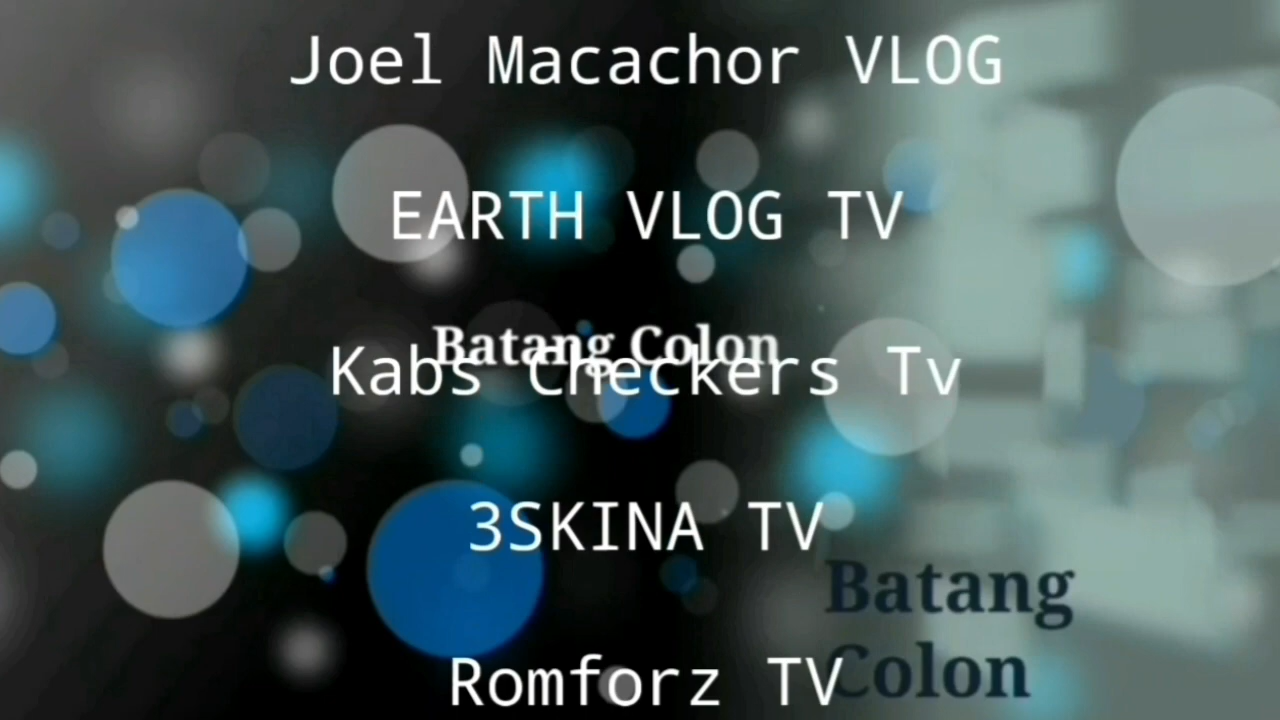 Joel Macachor VLOG
EARTH VLOG TV
Batang Colon
Kabs Checkers Tv
3SKINA TV
Batang
Colon
Romforz TV